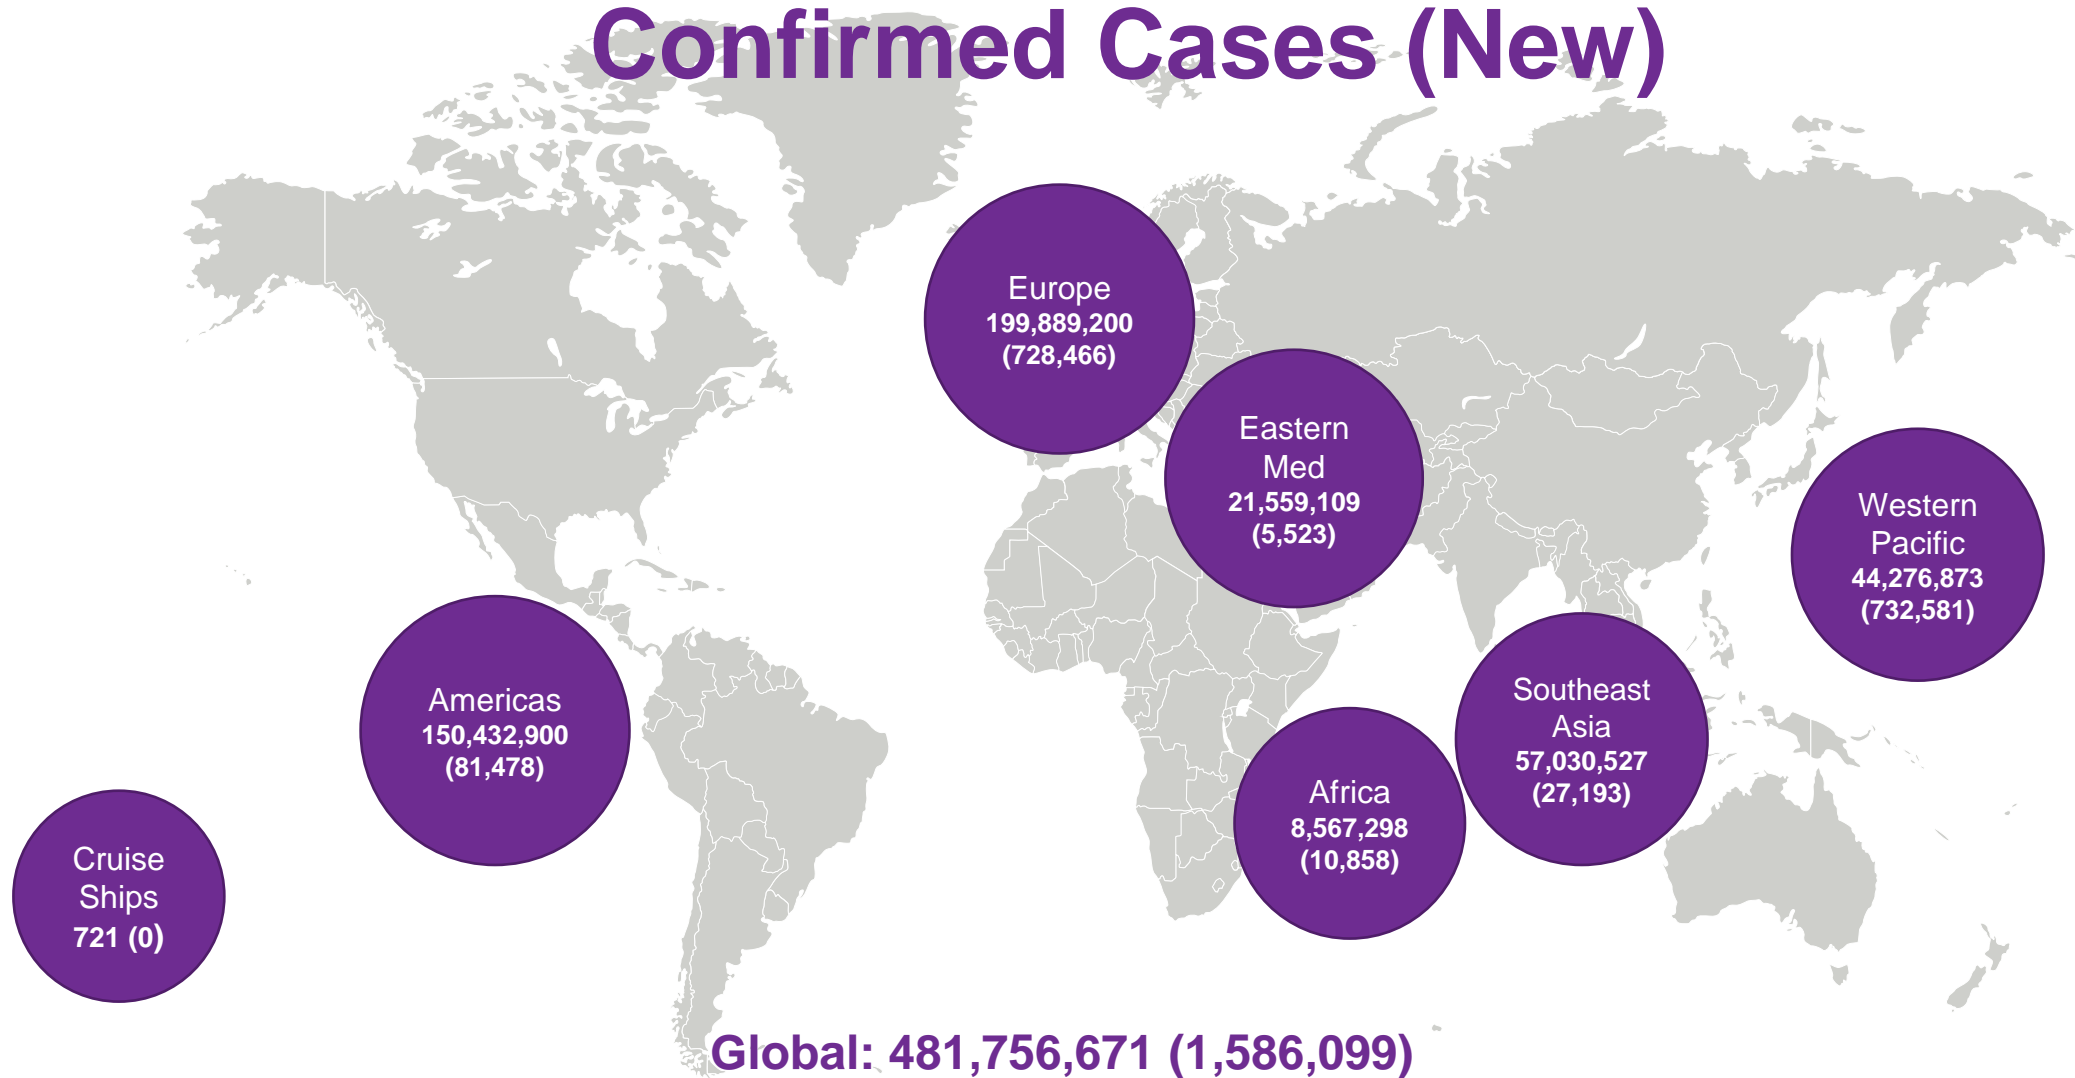 Confirmed Cases (New)
Europe
199,889,200
(728,466)
Eastern
Med
21,559,109
(5,523)
Western
Pacific
44,276,873
(732,581)
Americas
150,432,900
(81,478)
Southeast
Asia
57,030,527
(27,193)
Africa
8,567,298
(10,858)
Cruise
Ships
721 (0)
Global: 481,756,671 (1,586,099)